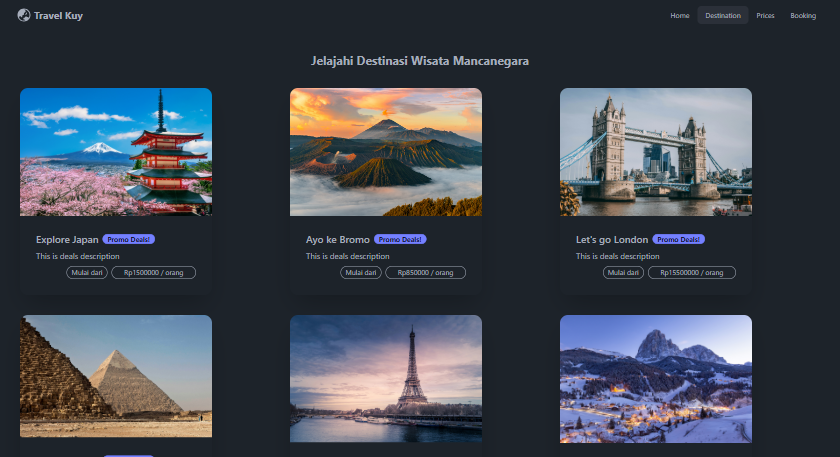 Travel Kuy
Home Destination Prices Booking
Jelajahi Destinasi Wisata Mancanegara
Explore Japan Promo Deals!
This is deals description
Mulai dari Rp1500000 / orang
Ayo ke Bromo Promo Deals!
This is deals description
Mulai dari Rp850000 / orang
Let's go London Promo Deals!
This is deals description
Mulai dari Rp15500000 / orang